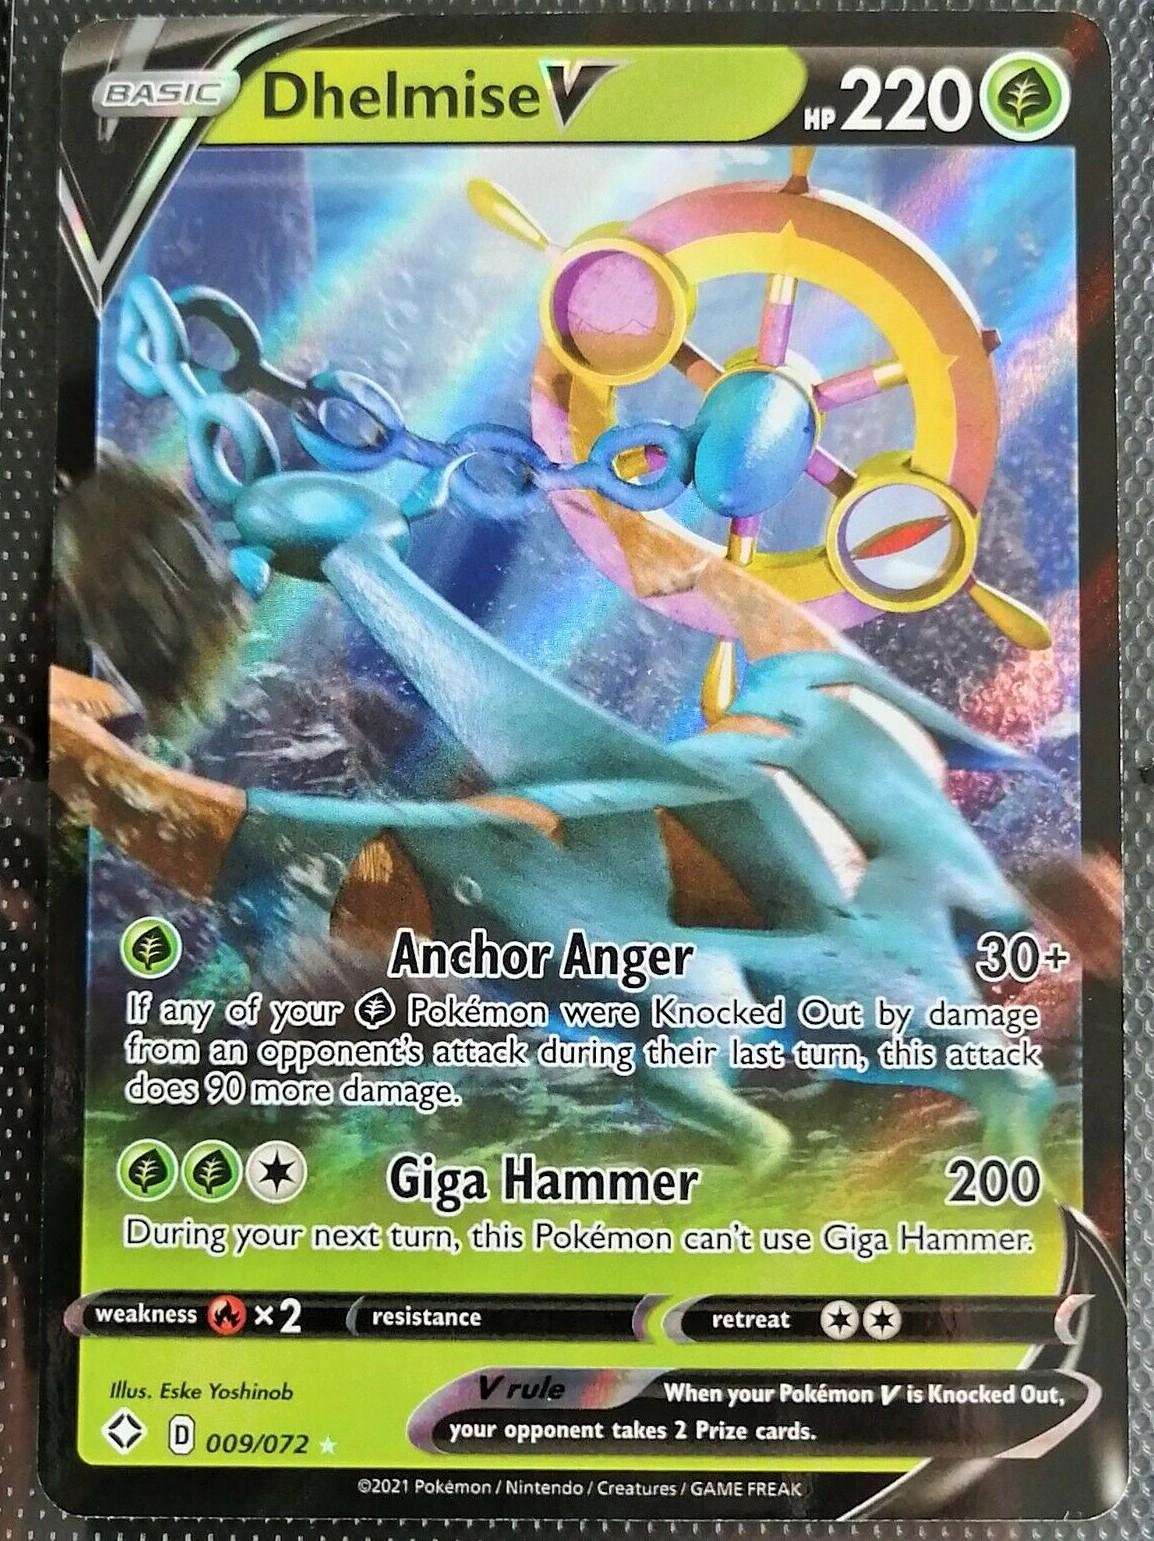 BASIC Dhelmise V HP 220
Anchor Anger 30+
If any of your Pokémon were Knocked Out by damage
from an opponent's attack during their last turn, this attack
does 90 more damage.
Giga Hammer 200
During your next turn, this Pokémon can't use Giga Hammer.
weakness ×2 resistance retreat
Illus. Eske Yoshinob
V rule When your Pokémon V is Knocked Out,
your opponent takes 2 Prize cards.
D 009/072 ★
©2021 Pokémon / Nintendo / Creatures / GAME FREAK